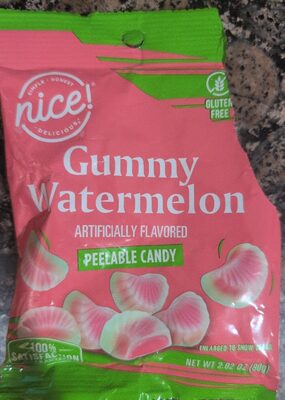 SIMPLE • HONEST
nice!
DELICIOUS
GLUTEN
FREE
Gummy
Watermelon
ARTIFICIALLY FLAVORED
PEELABLE CANDY
100%
SATISFACTION
ENLARGED TO SHOW
NET WT 2.82 OZ (80g)